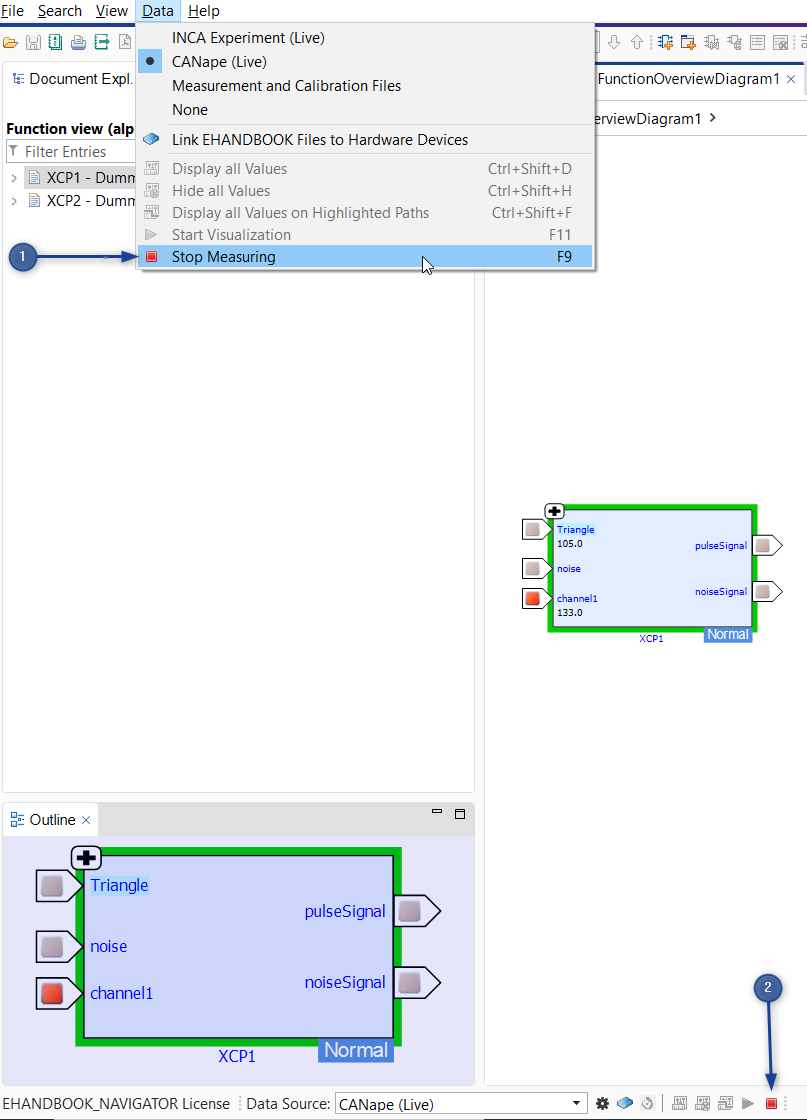 File Search View Data Help
INCA Experiment (Live)
CANape (Live)
Measurement and Calibration Files
None
Link EHANDBOOK Files to Hardware Devices
Display all Values Ctrl+Shift+D
Hide all Values Ctrl+Shift+H
Display all Values on Highlighted Paths Ctrl+Shift+F
Start Visualization F11
Stop Measuring F9
1
Document Expl.
FunctionOverviewDiagram1
erviewDiagram1
Function view (alp
Filter Entries
XCP1 - Dumm
XCP2 - Dumm
Triangle
105.0
pulseSignal
noise
noiseSignal
channel1
133.0
Normal
XCP1
Outline
Triangle
pulseSignal
noise
noiseSignal
channel1
Normal
XCP1
2
EHANDBOOK_NAVIGATOR License Data Source: CANape (Live)